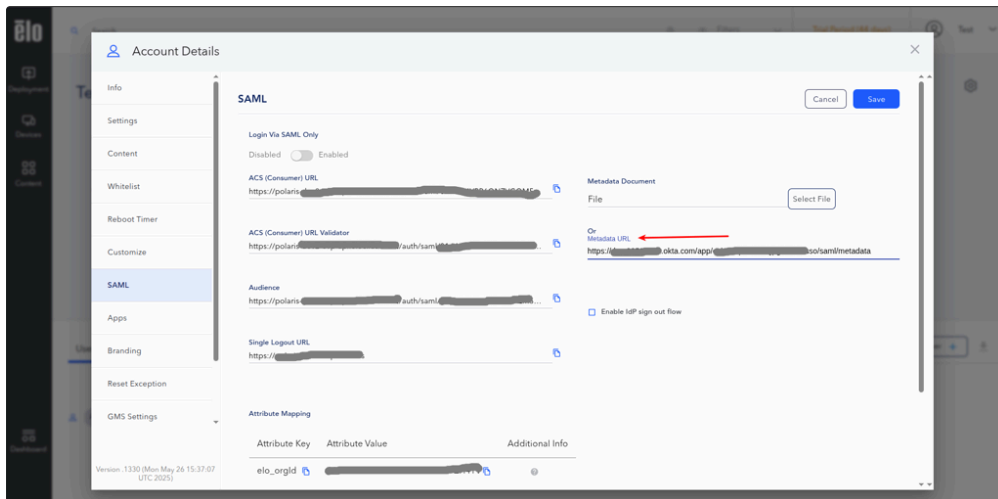 ēlo
Account Details
Te
Test
Deployment
Devices
Content
Dashboard
Info
Settings
Content
Whitelist
Reboot Timer
Customize
SAML
Apps
Branding
Reset Exception
GMS Settings
Version .1330 (Mon May 26 15:37:07
UTC 2025)
SAML
Cancel
Save
Login Via SAML Only
Disabled
Enabled
ACS (Consumer) URL
https://polaris
ACS (Consumer) URL Validator
https://polaris /auth/saml ...
Audience
https://polaris /auth/saml ...
Single Logout URL
https://
Metadata Document
File
Select File
Or
Metadata URL
https:// .okta.com/app/ so/saml/metadata
Enable IdP sign out flow
Attribute Mapping
Attribute Key Attribute Value Additional Info
elo_orgId